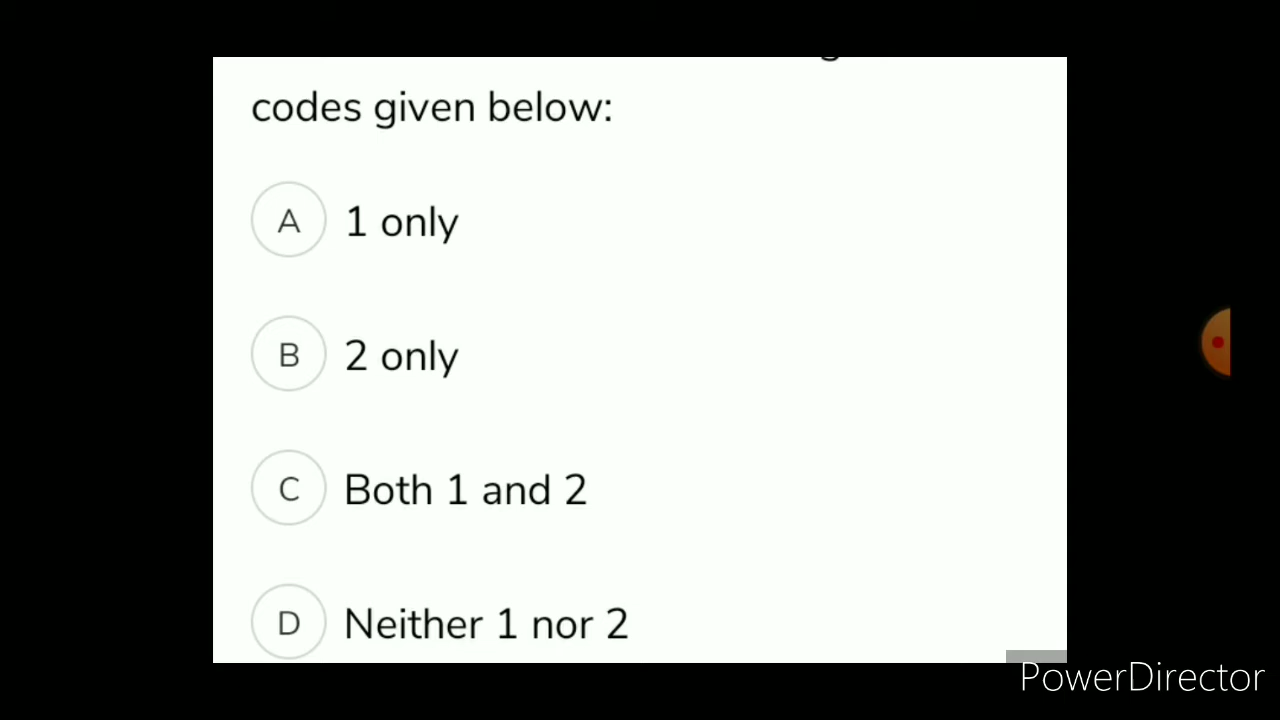 codes given below:
A 1 only
B 2 only
C Both 1 and 2
D Neither 1 nor 2
PowerDirector